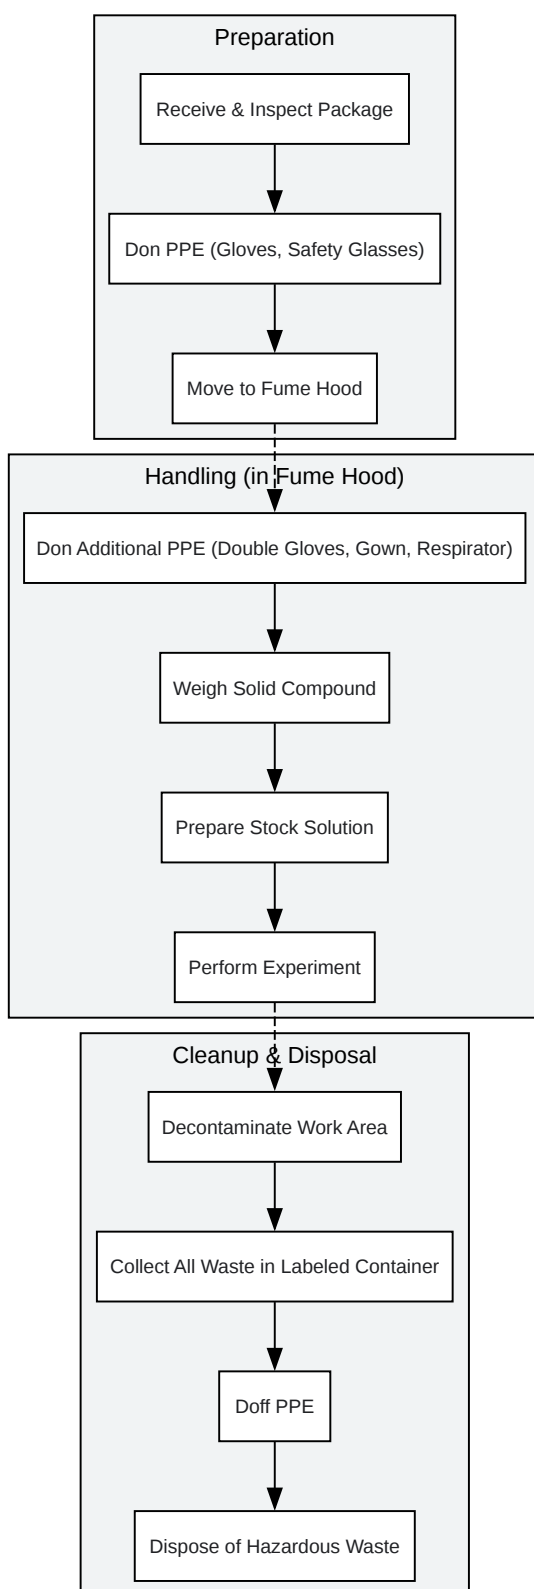 Preparation
Receive & Inspect Package
Don PPE (Gloves, Safety Glasses)
Move to Fume Hood
Handling (in Fume Hood)
Don Additional PPE (Double Gloves, Gown, Respirator)
Weigh Solid Compound
Prepare Stock Solution
Perform Experiment
Cleanup & Disposal
Decontaminate Work Area
Collect All Waste in Labeled Container
Doff PPE
Dispose of Hazardous Waste